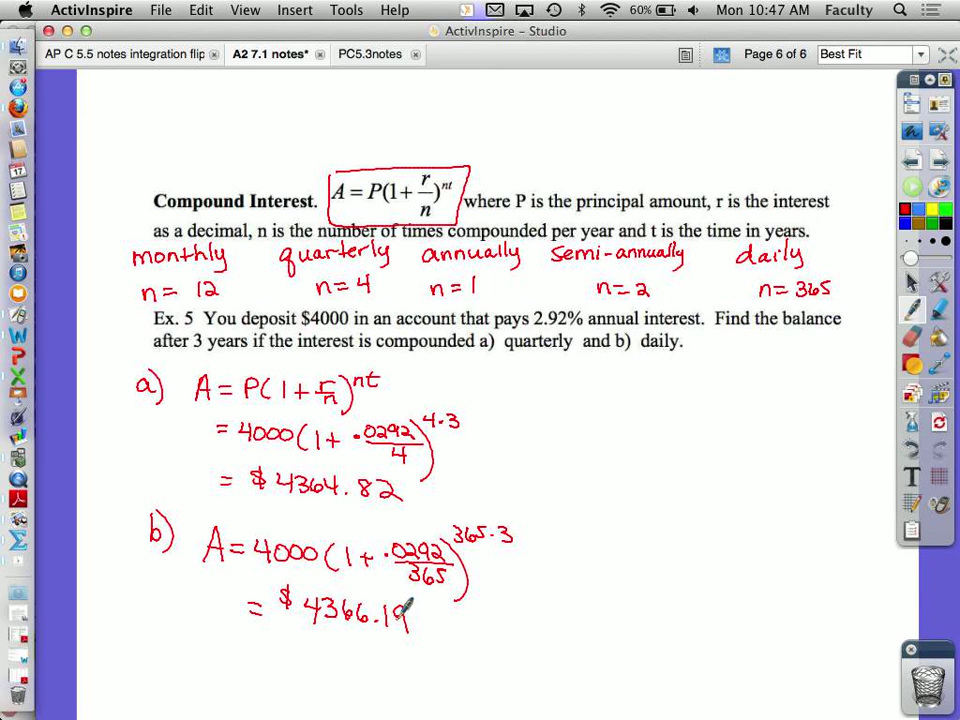 ActivInspire File Edit View Insert Tools Help 60% Mon 10:47 AM Faculty
ActivInspire - Studio
AP C 5.5 notes integration flip A2 7.1 notes* PC5.3notes Page 6 of 6 Best Fit
Compound Interest. A = P(1 + r/n)^nt where P is the principal amount, r is the interest
as a decimal, n is the number of times compounded per year and t is the time in years.
monthly quarterly annually semi-annually daily
n = 12 n = 4 n = 1 n = 2 n = 365
Ex. 5 You deposit $4000 in an account that pays 2.92% annual interest. Find the balance
after 3 years if the interest is compounded a) quarterly and b) daily.
a) A = P(1 + r/n)^nt
= 4000(1 + .0292/4)^4·3
= $4364.82
b) A = 4000(1 + .0292/365)^365·3
= $4366.19